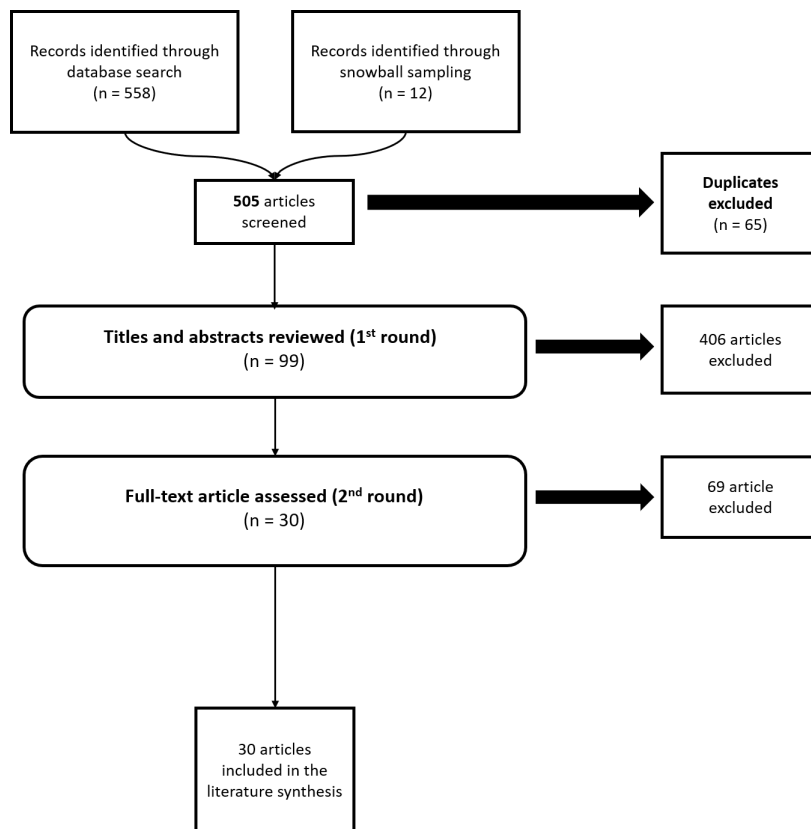 Records identified through
database search
(n = 558)
Records identified through
snowball sampling
(n = 12)
505 articles
screened
Duplicates
excluded
(n = 65)
Titles and abstracts reviewed (1st round)
(n = 99)
406 articles
excluded
Full-text article assessed (2nd round)
(n = 30)
69 article
excluded
30 articles
included in the
literature synthesis